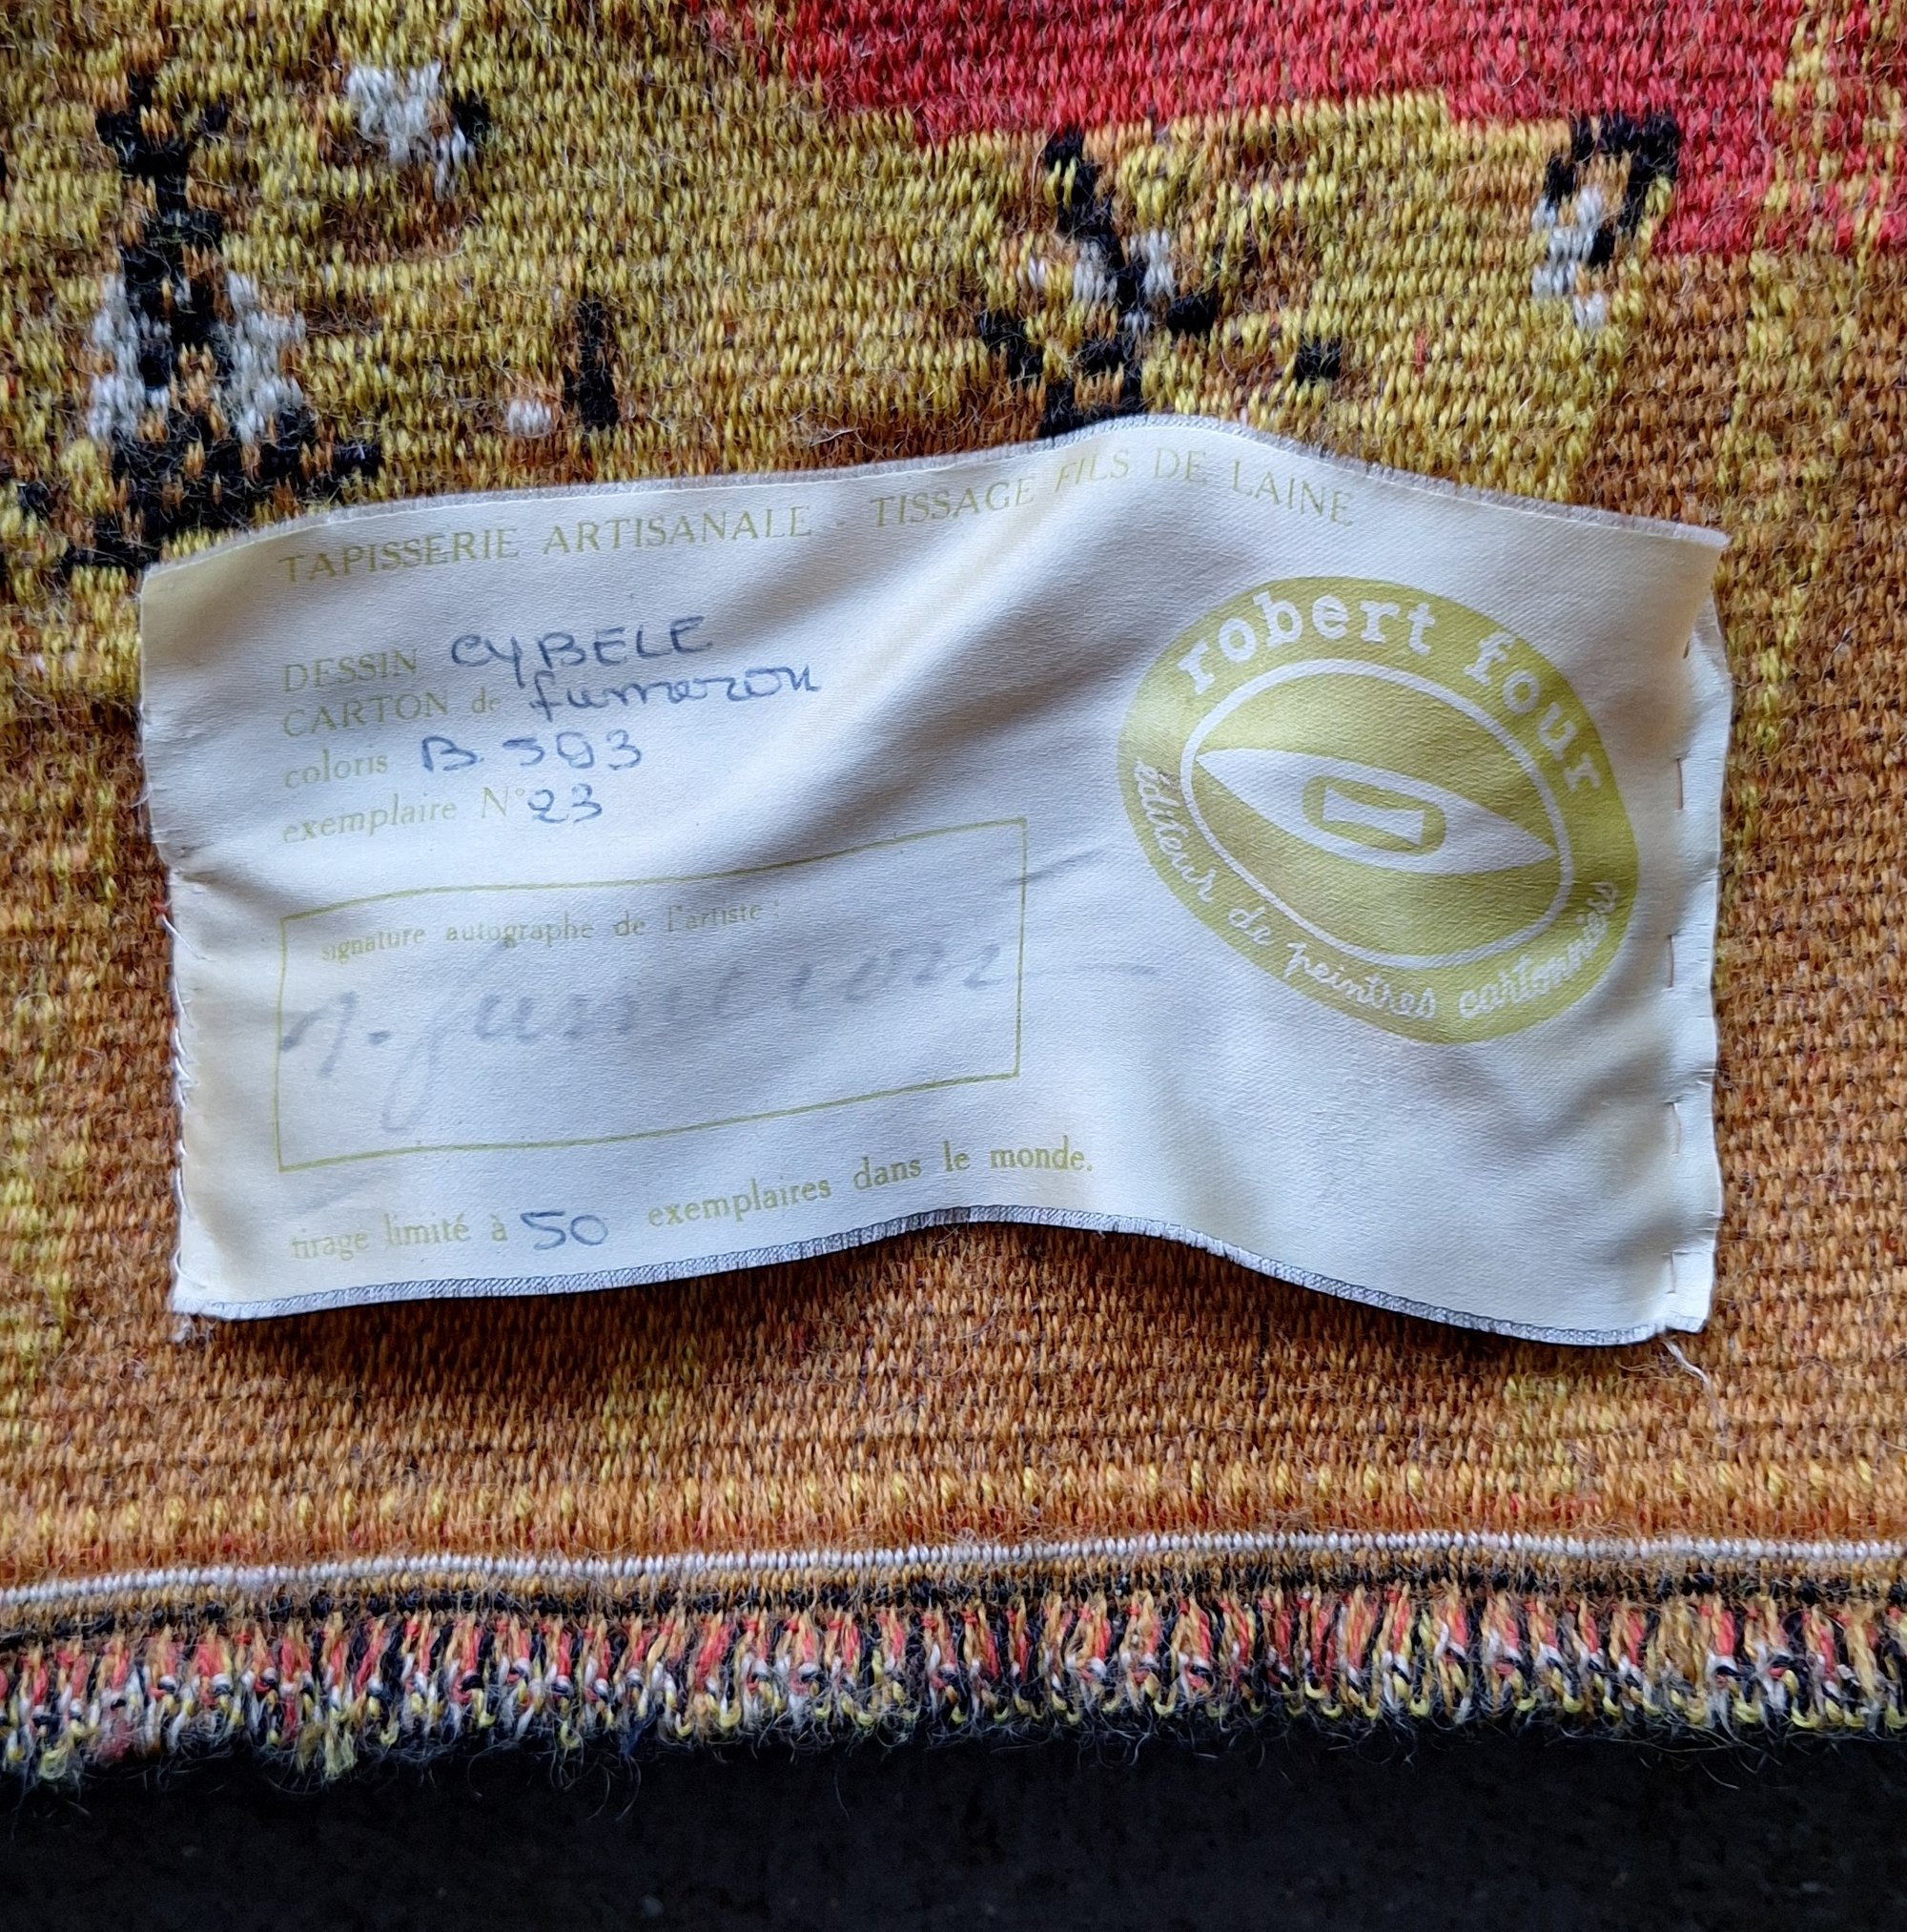 TAPISSERIE ARTISANALE - TISSAGE FILS DE LAINE
DESSIN CYBELE
CARTON de fumeron
coloris B. 593
exemplaire N° 23
signature autographe de l'artiste :
tirage limité à 50 exemplaires dans le monde.
robert four
éditeur de peintres cartonniers